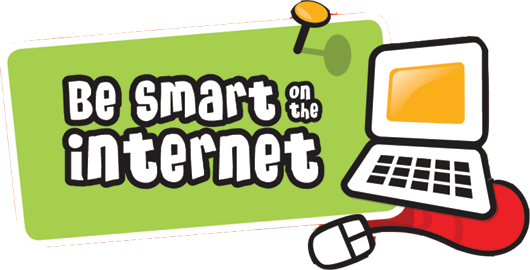 Be smart on the
internet